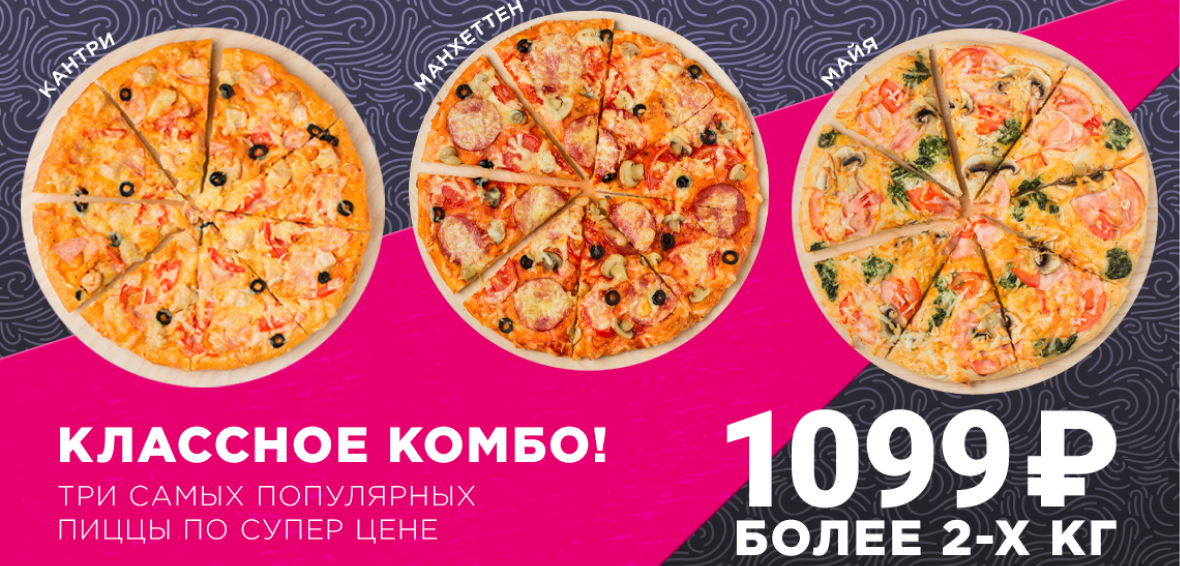 КАНТРИ
МАНХЕТТЕН
МАЙЯ
КЛАССНОЕ КОМБО!
ТРИ САМЫХ ПОПУЛЯРНЫХ
ПИЦЦЫ ПО СУПЕР ЦЕНЕ
1099 ₽
БОЛЕЕ 2-Х КГ